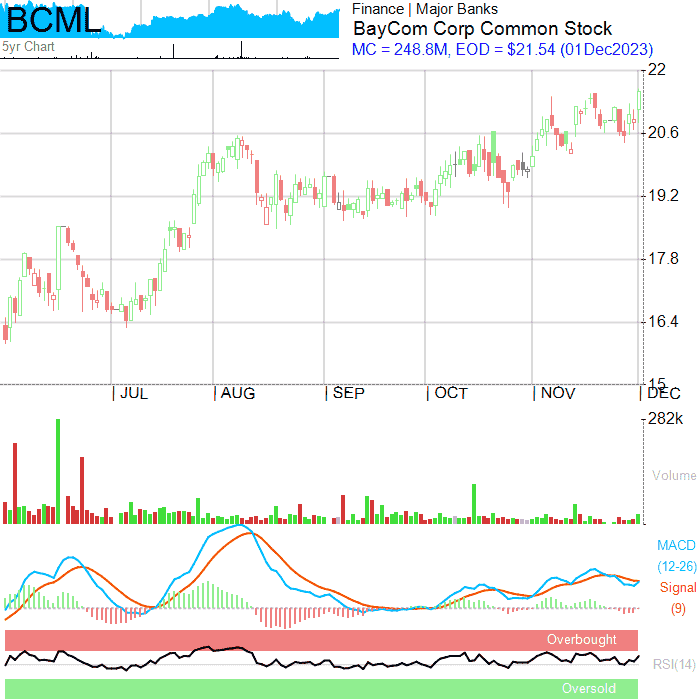 BCML
5yr Chart
Finance | Major Banks
BayCom Corp Common Stock
MC = 248.8M, EOD = $21.54 (01Dec2023)
22
20.6
19.2
17.8
16.4
15
JUL AUG SEP OCT NOV DEC
282k
Volume
MACD
(12-26)
Signal
(9)
Overbought
RSI(14)
Oversold